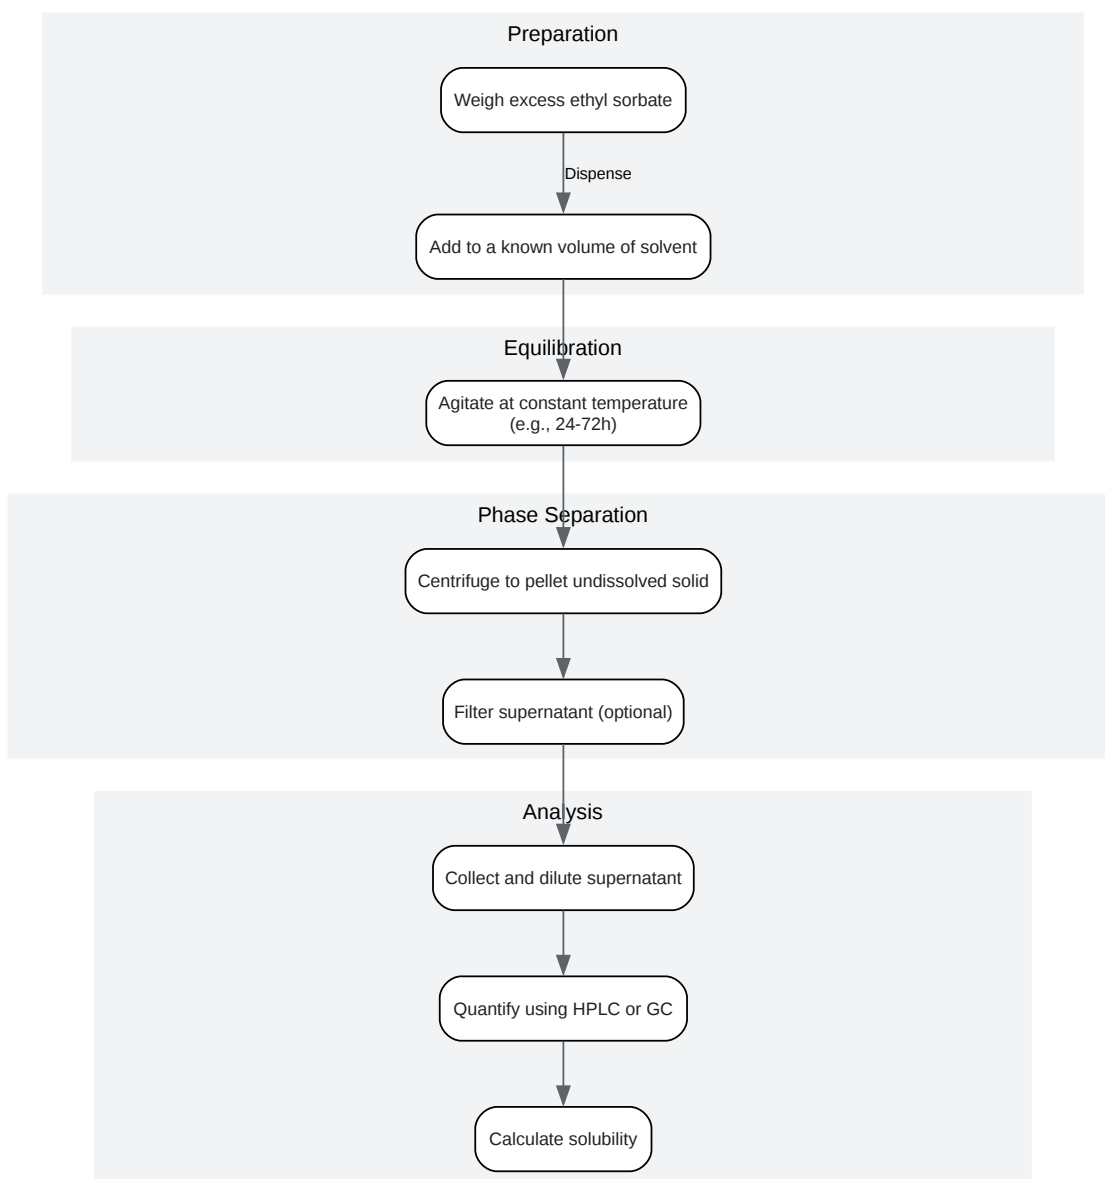 Preparation
Weigh excess ethyl sorbate
Dispense
Add to a known volume of solvent
Equilibration
Agitate at constant temperature
(e.g., 24-72h)
Phase Separation
Centrifuge to pellet undissolved solid
Filter supernatant (optional)
Analysis
Collect and dilute supernatant
Quantify using HPLC or GC
Calculate solubility